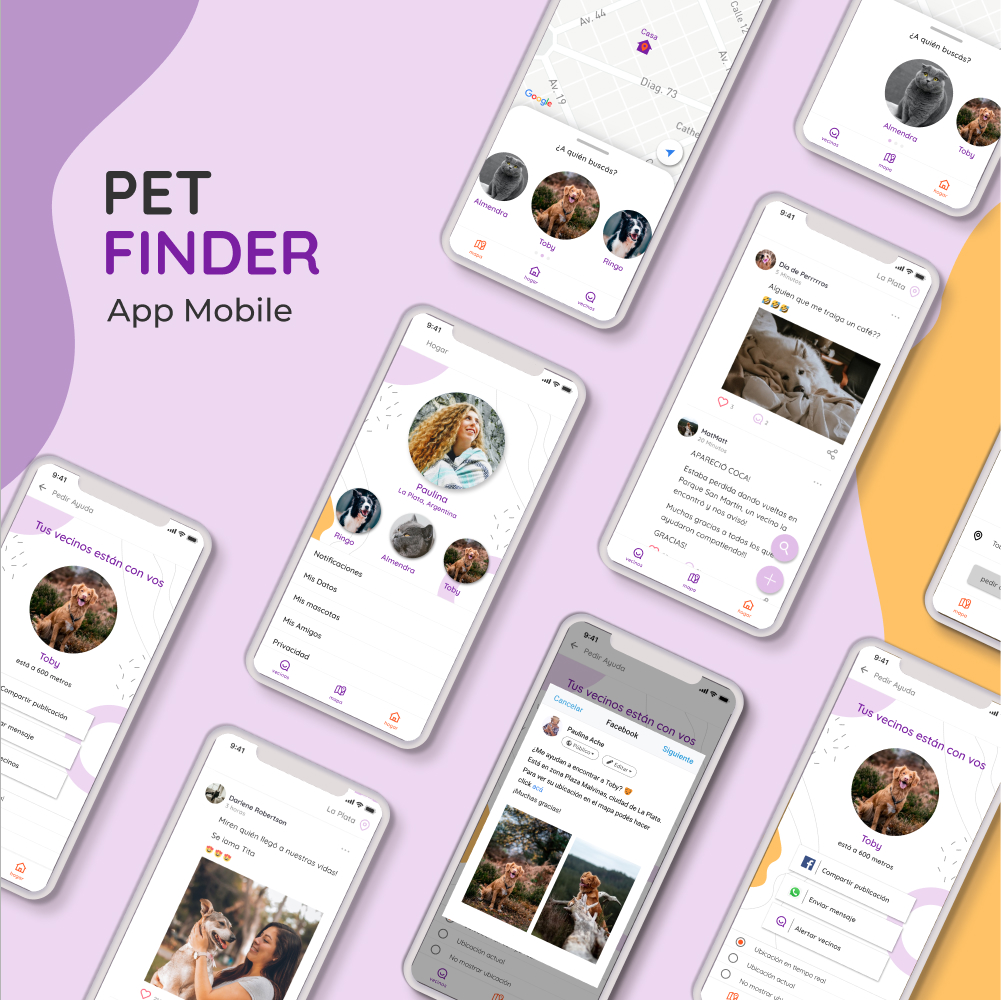 PET
FINDER
App Mobile
Av. 44
Calle 12
Casa
Diag. 73
Av. 19
Google
Cathe
¿A quién buscás?
Almendra
Toby
Ringo
mapa
hogar
vecinos
¿A quién buscás?
Almendra
Toby
vecinos
mapa
hogar
9:41
Día de Perrrrros
5 Minutos
La Plata
Alguien que me traiga un café??
🤣🤣🤣
3
2
MatMatt
20 Minutos
APARECIÓ COCA!
Estaba perdida dando vueltas en
Parque San Martín, un vecino la
encontró y nos avisó!
Muchas gracias a todos los que
ayudaron compatiendo!!
GRACIAS!
vecinos
mapa
hogar
9:41
Hogar
Paulina
La Plata, Argentina
Ringo
Almendra
Toby
Notificaciones
Mis Datos
Mis mascotas
Mis Amigos
Privacidad
vecinos
mapa
hogar
9:41
Pedir Ayuda
Tus vecinos están con vos
Toby
está a 600 metros
Compartir publicación
ar mensaje
ecinos
hogar
9:41
Darlene Robertson
3 horas
La Plata
Miren quién llegó a nuestras vidas!
Se lama Tita
😍😍😍
9:41
Pedir Ayuda
Tus vecinos están con vos
Cancelar
Facebook
Siguiente
Paulina Ache
Público
Editar
¿Me ayudan a encontrar a Toby?
Está en zona Plaza Malvinas, ciudad de La Plata.
Para ver su ubicación en el mapa podés hacer
click acá
¡Muchas gracias!
Ubicación actual
No mostrar ubicación
vecinos
9:41
Pedir Ayuda
Tus vecinos están con vos
Toby
está a 600 metros
Compartir publicación
Enviar mensaje
Alertar vecinos
Ubicación en tiempo real
Ubicación actual
No mostrar
pedir
mapa